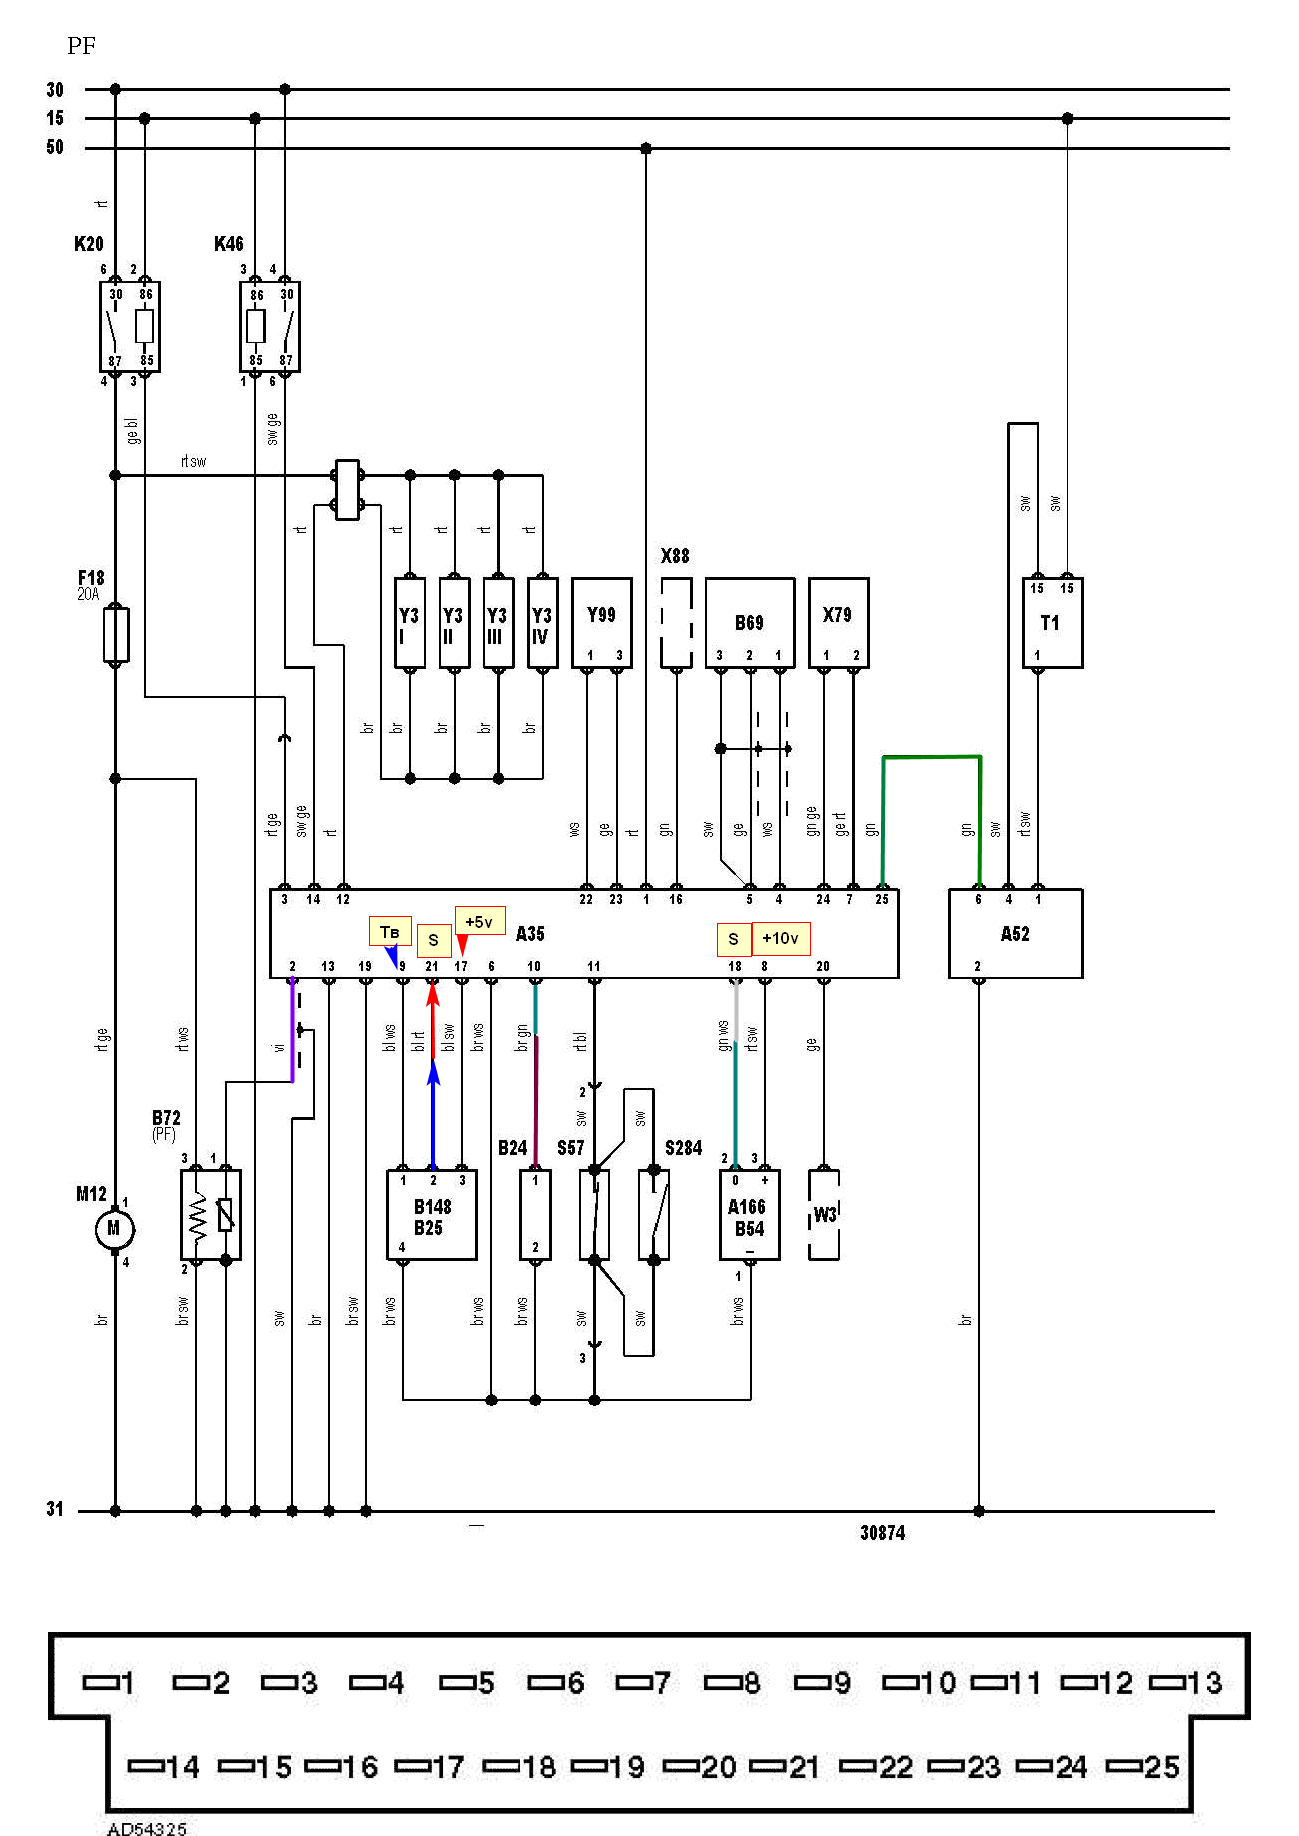 PF
30
15
50
rt
K20
K46
6 2 3 4
30 86 86 30
87 85 85 87
4 3 1 6
ge bl
sw ge
rt sw
rt rt rt rt rt
sw sw
X88
F18
20A
Y3 I
Y3 II
Y3 III
Y3 IV
Y99
1 3
B69
3 2 1
X79
1 2
15 15
T1
1
br br br br br
rt ge sw ge rt ws ge rt gn sw ge ws gn ge ge rt gn gn sw rt sw
3 14 12 22 23 1 16 5 4 24 7 25 6 4 1
Тв
S
+5v
A35
S
+10v
A52
2 13 19 9 21 17 6 10 11 18 8 20 2
rt ge rt ws vi bl ws bl rt bl sw br ws br gn rt bl gn ws rt sw ge
2
sw sw
B72
(PF)
B24
S57
S284
3 1 2 3
M12
1
M
4
1 2 3
B148
B25
4
1
2
0 +
A166
B54
–
W3
2
1
br br sw sw br br sw br ws br ws br ws sw sw br ws br
3
31
30874
1 2 3 4 5 6 7 8 9 10 11 12 13
14 15 16 17 18 19 20 21 22 23 24 25
AD54325